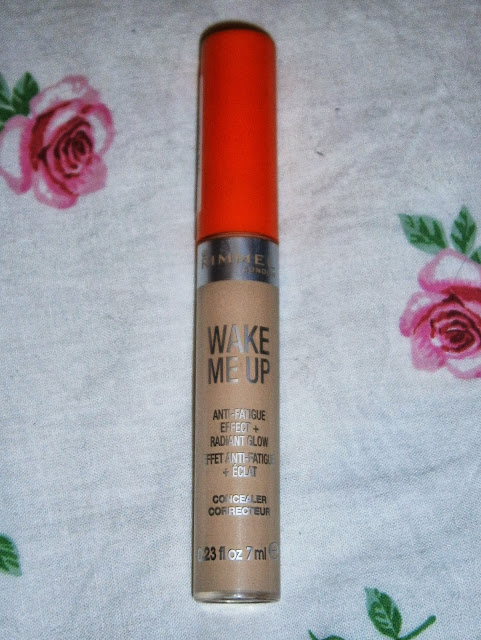 RIMMEL
LONDON
WAKE
ME UP
ANTI-FATIGUE
EFFECT +
RADIANT GLOW
EFFET ANTI-FATIGUE
+ ÉCLAT
CONCEALER
CORRECTEUR
0.23 fl oz 7 ml ℮